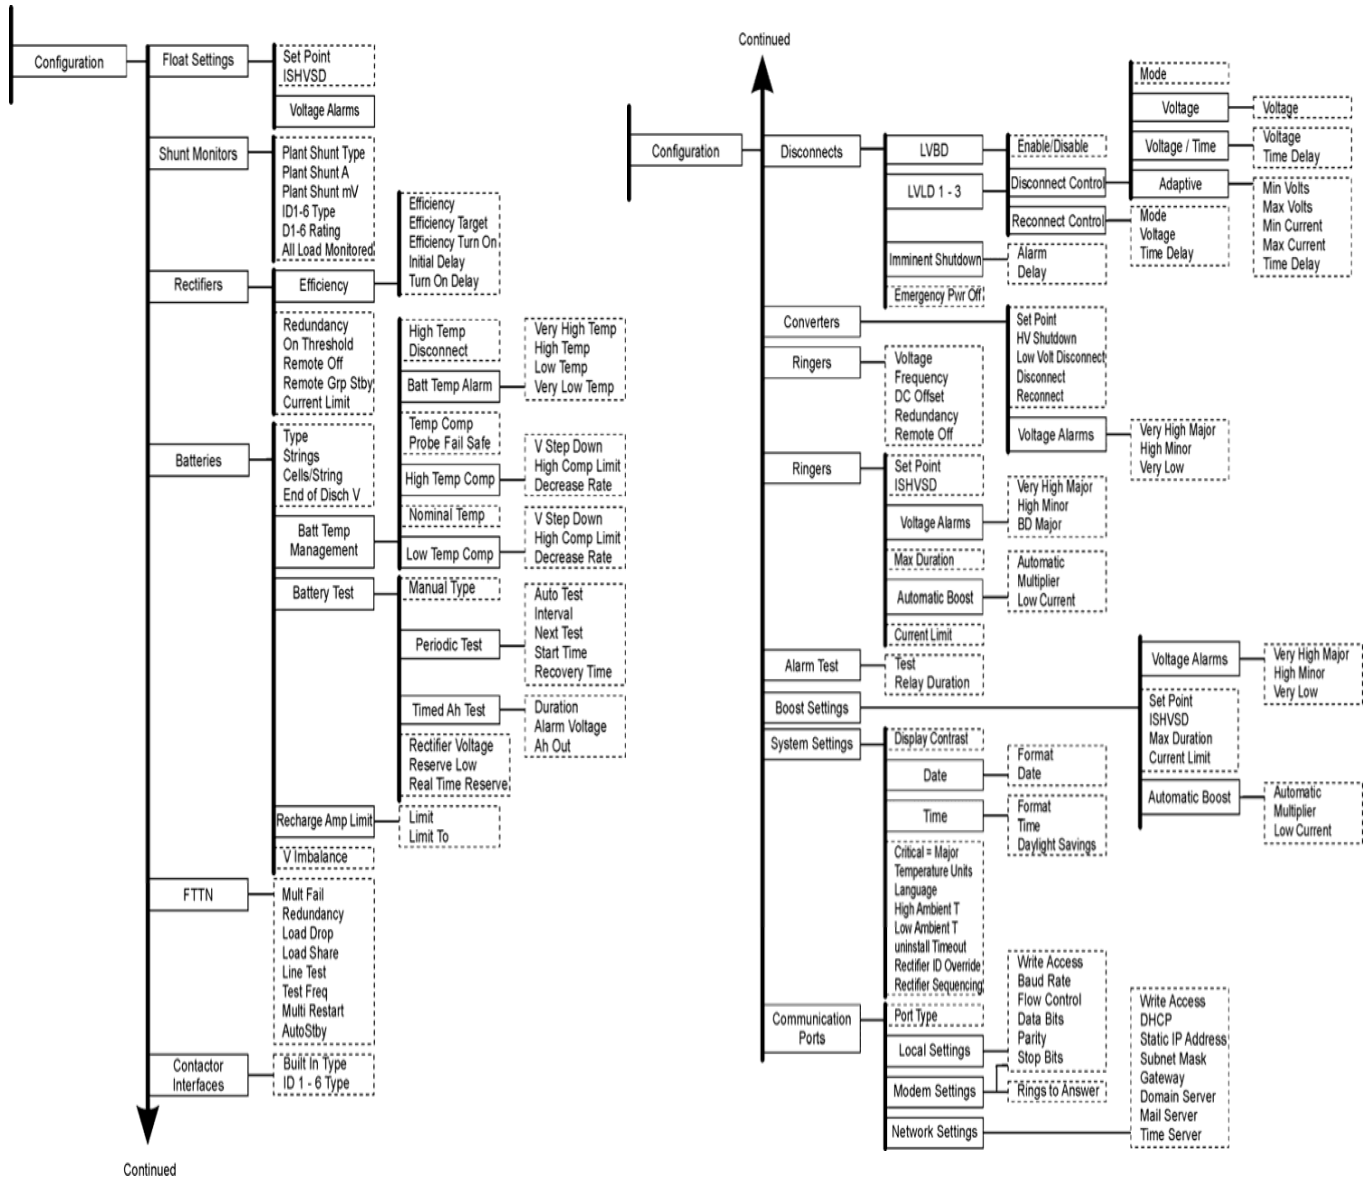 Configuration
Float Settings
Set Point
ISHVSD
Voltage Alarms
Shunt Monitors
Plant Shunt Type
Plant Shunt A
Plant Shunt mV
ID1-6 Type
D1-6 Rating
All Load Monitored
Rectifiers
Efficiency
Efficiency
Efficiency Target
Efficiency Turn On
Initial Delay
Turn On Delay
Redundancy
On Threshold
Remote Off
Remote Grp Stby
Current Limit
Batteries
Type
Strings
Cells/String
End of Disch V
Batt Temp
Management
High Temp
Disconnect
Batt Temp Alarm
Very High Temp
High Temp
Low Temp
Very Low Temp
Temp Comp
Probe Fail Safe
High Temp Comp
V Step Down
High Comp Limit
Decrease Rate
Nominal Temp
Low Temp Comp
V Step Down
High Comp Limit
Decrease Rate
Battery Test
Manual Type
Periodic Test
Auto Test
Interval
Next Test
Start Time
Recovery Time
Timed Ah Test
Duration
Alarm Voltage
Ah Out
Rectifier Voltage
Reserve Low
Real Time Reserve
Recharge Amp Limit
Limit
Limit To
V Imbalance
FTTN
Mult Fail
Redundancy
Load Drop
Load Share
Line Test
Test Freq
Multi Restart
AutoStby
Contactor
Interfaces
Built In Type
ID 1 - 6 Type
Continued
Continued
Configuration
Disconnects
LVBD
LVLD 1 - 3
Enable/Disable
Disconnect Control
Mode
Voltage
Voltage
Voltage / Time
Voltage
Time Delay
Adaptive
Min Volts
Max Volts
Min Current
Max Current
Time Delay
Reconnect Control
Mode
Voltage
Time Delay
Imminent Shutdown
Alarm
Delay
Emergency Pwr Off
Converters
Set Point
HV Shutdown
Low Volt Disconnect
Disconnect
Reconnect
Voltage Alarms
Very High Major
High Minor
Very Low
Ringers
Voltage
Frequency
DC Offset
Redundancy
Remote Off
Ringers
Set Point
ISHVSD
Voltage Alarms
Very High Major
High Minor
BD Major
Max Duration
Automatic Boost
Automatic
Multiplier
Low Current
Current Limit
Alarm Test
Test
Relay Duration
Boost Settings
Voltage Alarms
Very High Major
High Minor
Very Low
Set Point
ISHVSD
Max Duration
Current Limit
Automatic Boost
Automatic
Multiplier
Low Current
System Settings
Display Contrast
Date
Format
Date
Time
Format
Time
Daylight Savings
Critical = Major
Temperature Units
Language
High Ambient T
Low Ambient T
uninstall Timeout
Rectifier ID Override
Rectifier Sequencing
Communication
Ports
Port Type
Local Settings
Write Access
Baud Rate
Flow Control
Data Bits
Parity
Stop Bits
Modem Settings
Rings to Answer
Network Settings
Write Access
DHCP
Static IP Address
Subnet Mask
Gateway
Domain Server
Mail Server
Time Server